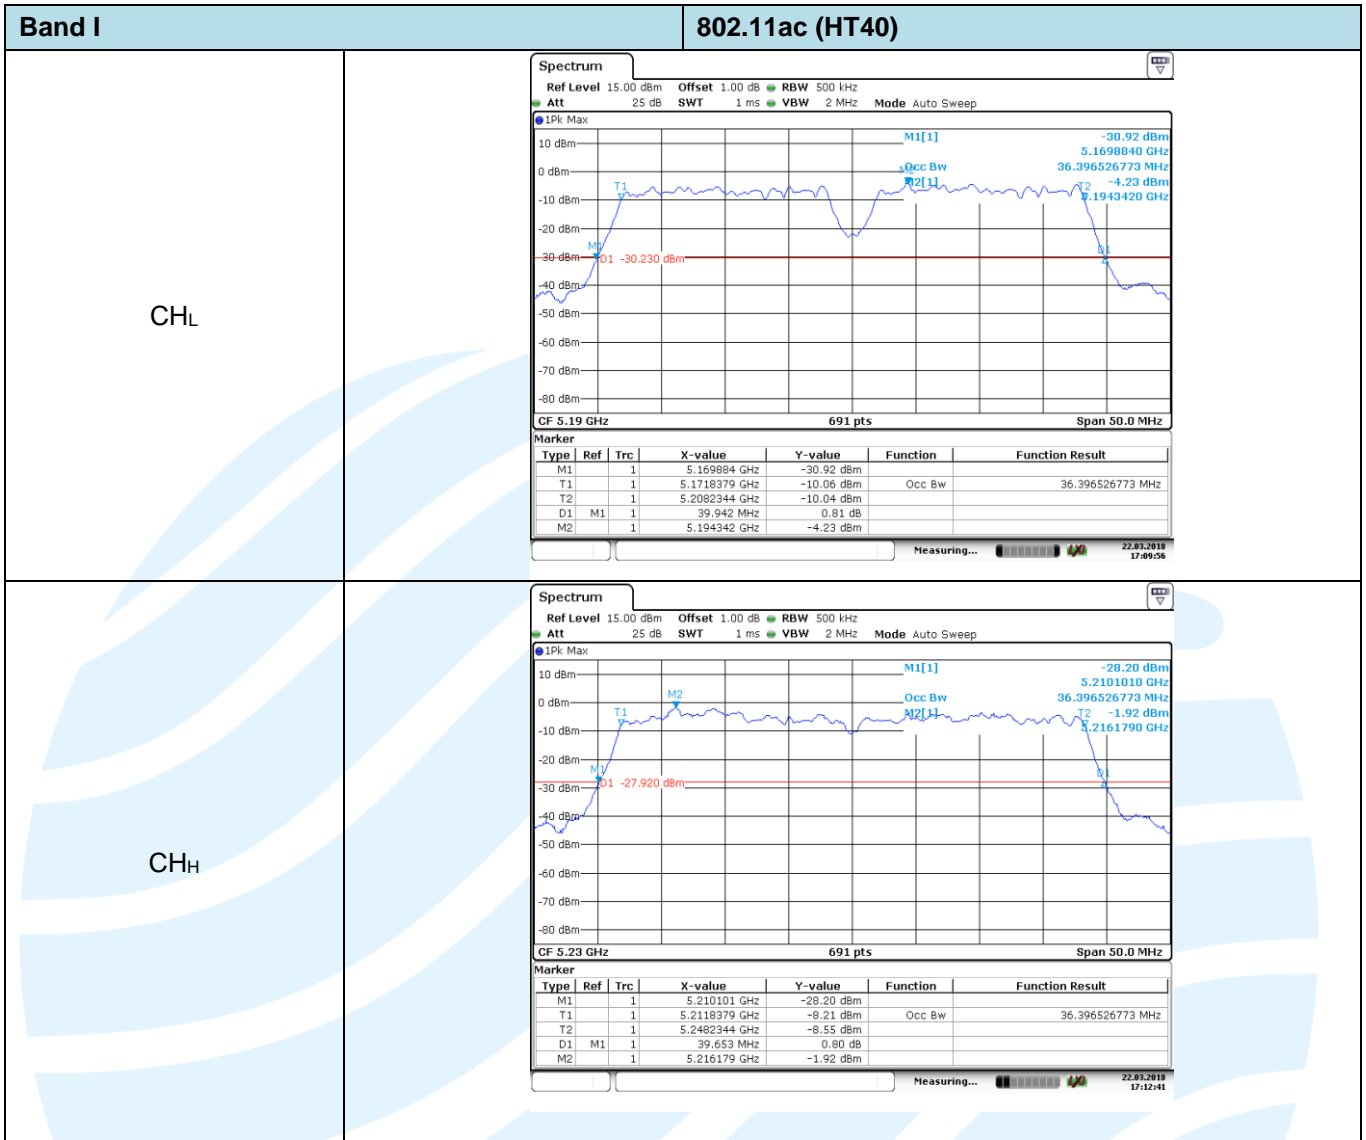 Band I 802.11ac (HT40)
CHL
Spectrum
Ref Level 15.00 dBm Offset 1.00 dB RBW 500 kHz
Att 25 dB SWT 1 ms VBW 2 MHz Mode Auto Sweep
1Pk Max
M1[1] -30.92 dBm
5.1698840 GHz
Occ Bw 36.396526773 MHz
M2[1] -4.23 dBm
5.1943420 GHz
10 dBm
0 dBm
-10 dBm
-20 dBm
-30 dBm
-40 dBm
-50 dBm
-60 dBm
-70 dBm
-80 dBm
T1
M2
T2
M1
D1 -30.230 dBm
D1
CF 5.19 GHz 691 pts Span 50.0 MHz
Marker
Type Ref Trc X-value Y-value Function Function Result
M1 1 5.169884 GHz -30.92 dBm
T1 1 5.1718379 GHz -10.06 dBm Occ Bw 36.396526773 MHz
T2 1 5.2082344 GHz -10.04 dBm
D1 M1 1 39.942 MHz 0.81 dB
M2 1 5.194342 GHz -4.23 dBm
Measuring... LXI 22.03.2018
17:09:56
CHH
Spectrum
Ref Level 15.00 dBm Offset 1.00 dB RBW 500 kHz
Att 25 dB SWT 1 ms VBW 2 MHz Mode Auto Sweep
1Pk Max
M1[1] -28.20 dBm
5.2101010 GHz
Occ Bw 36.396526773 MHz
M2[1] -1.92 dBm
5.2161790 GHz
10 dBm
0 dBm
-10 dBm
-20 dBm
-30 dBm
-40 dBm
-50 dBm
-60 dBm
-70 dBm
-80 dBm
M2
T1
T2
M1
D1 -27.920 dBm
D1
CF 5.23 GHz 691 pts Span 50.0 MHz
Marker
Type Ref Trc X-value Y-value Function Function Result
M1 1 5.210101 GHz -28.20 dBm
T1 1 5.2118379 GHz -8.21 dBm Occ Bw 36.396526773 MHz
T2 1 5.2482344 GHz -8.55 dBm
D1 M1 1 39.653 MHz 0.80 dB
M2 1 5.216179 GHz -1.92 dBm
Measuring... LXI 22.03.2018
17:12:41